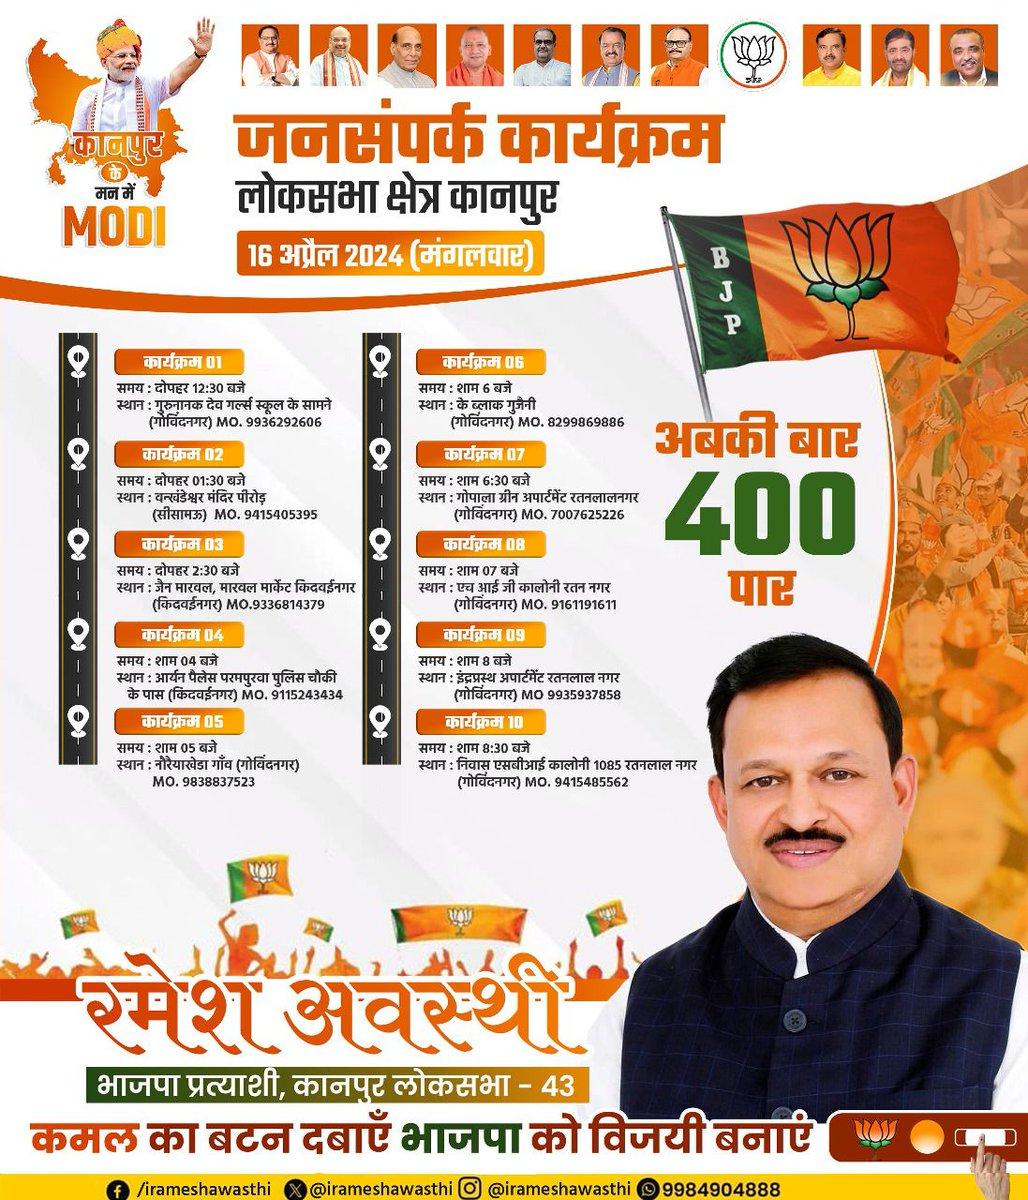 कानपुर
के
मन में
MODI
जनसंपर्क कार्यक्रम
लोकसभा क्षेत्र कानपुर
16 अप्रैल 2024 (मंगलवार)
BJP
कार्यक्रम 01
समय : दोपहर 12:30 बजे
स्थान : गुरुनानक देव गर्ल्स स्कूल के सामने
(गोविंदनगर) MO. 9936292606
कार्यक्रम 02
समय : दोपहर 01:30 बजे
स्थान : वनखंडेश्वर मंदिर पीरोड़
(सीसामऊ) MO. 9415405395
कार्यक्रम 03
समय : दोपहर 2:30 बजे
स्थान : जैन मारवल, मारवल मार्केट किदवईनगर
(किदवईनगर) MO.9336814379
कार्यक्रम 04
समय : शाम 04 बजे
स्थान : आर्यन पैलेस परमपुरवा पुलिस चौकी
के पास (किदवईनगर) MO. 9115243434
कार्यक्रम 05
समय : शाम 05 बजे
स्थान : नौरैयाखेडा गाँव (गोविंदनगर)
MO. 9838837523
कार्यक्रम 06
समय : शाम 6 बजे
स्थान : के ब्लाक गुजैनी
(गोविंदनगर) MO. 8299869886
कार्यक्रम 07
समय : शाम 6:30 बजे
स्थान : गोपाला ग्रीन अपार्टमेंट रतनलालनगर
(गोविंदनगर) MO. 7007625226
कार्यक्रम 08
समय : शाम 07 बजे
स्थान : एच आई जी कालोनी रतन नगर
(गोविंदनगर) MO. 9161191611
कार्यक्रम 09
समय : शाम 8 बजे
स्थान : इंद्रप्रस्थ अपार्टमेंट रतनलाल नगर
(गोविंदनगर) MO 9935937858
कार्यक्रम 10
समय : शाम 8:30 बजे
स्थान : निवास एसबीआई कालोनी 1085 रतनलाल नगर
(गोविंदनगर) MO. 9415485562
अबकी बार
400
पार
रमेश अवस्थी
भाजपा प्रत्याशी, कानपुर लोकसभा - 43
कमल का बटन दबाएँ भाजपा को विजयी बनाएं
/irameshawasthi @irameshawasthi @irameshawasthi 9984904888